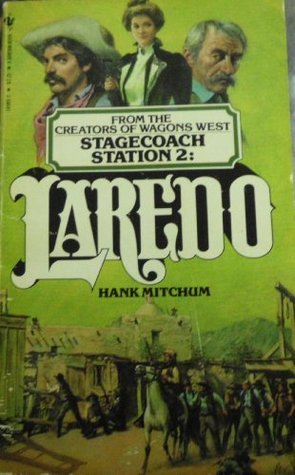 FROM THE
CREATORS OF WAGONS WEST
STAGECOACH
STATION 2:
LAREDO
HANK MITCHUM